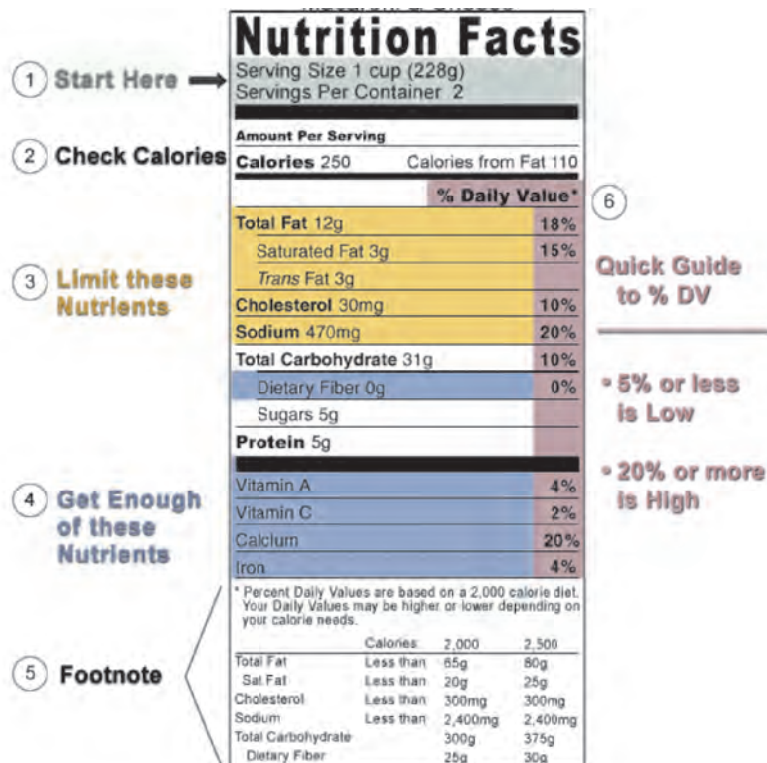 Nutrition Facts
1 Start Here
Serving Size 1 cup (228g)
Servings Per Container 2
Amount Per Serving
2 Check Calories
Calories 250 Calories from Fat 110
% Daily Value*
6
Total Fat 12g 18%
Saturated Fat 3g 15%
Trans Fat 3g
Cholesterol 30mg 10%
Sodium 470mg 20%
Total Carbohydrate 31g 10%
Dietary Fiber 0g 0%
Sugars 5g
Protein 5g
Vitamin A 4%
Vitamin C 2%
Calcium 20%
Iron 4%
3 Limit these
Nutrients
4 Get Enough
of these
Nutrients
Quick Guide
to % DV
• 5% or less
is Low
• 20% or more
is High
5 Footnote
* Percent Daily Values are based on a 2,000 calorie diet.
Your Daily Values may be higher or lower depending on
your calorie needs.
Calories 2,000 2,500
Total Fat Less than 65g 80g
Sat Fat Less than 20g 25g
Cholesterol Less than 300mg 300mg
Sodium Less than 2,400mg 2,400mg
Total Carbohydrate 300g 375g
Dietary Fiber 25g 30g